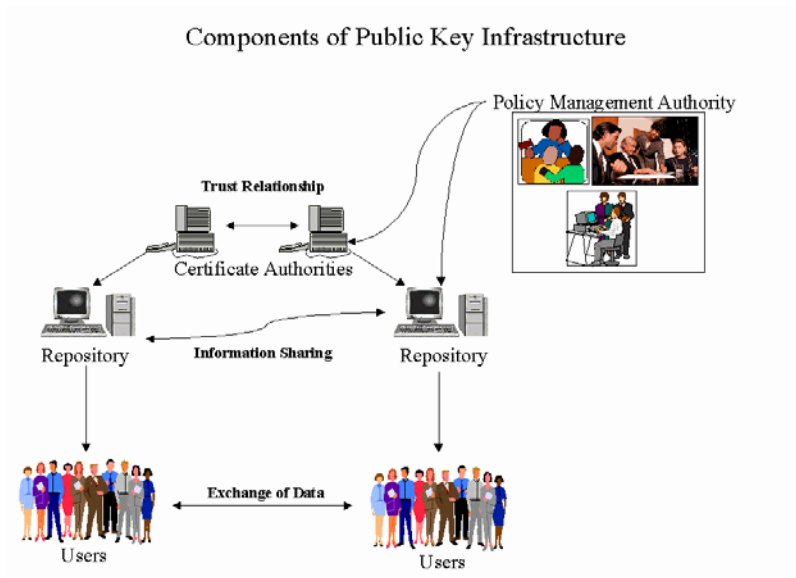 Components of Public Key Infrastructure
Policy Management Authority
Trust Relationship
Certificate Authorities
Repository
Information Sharing
Repository
Exchange of Data
Users
Users